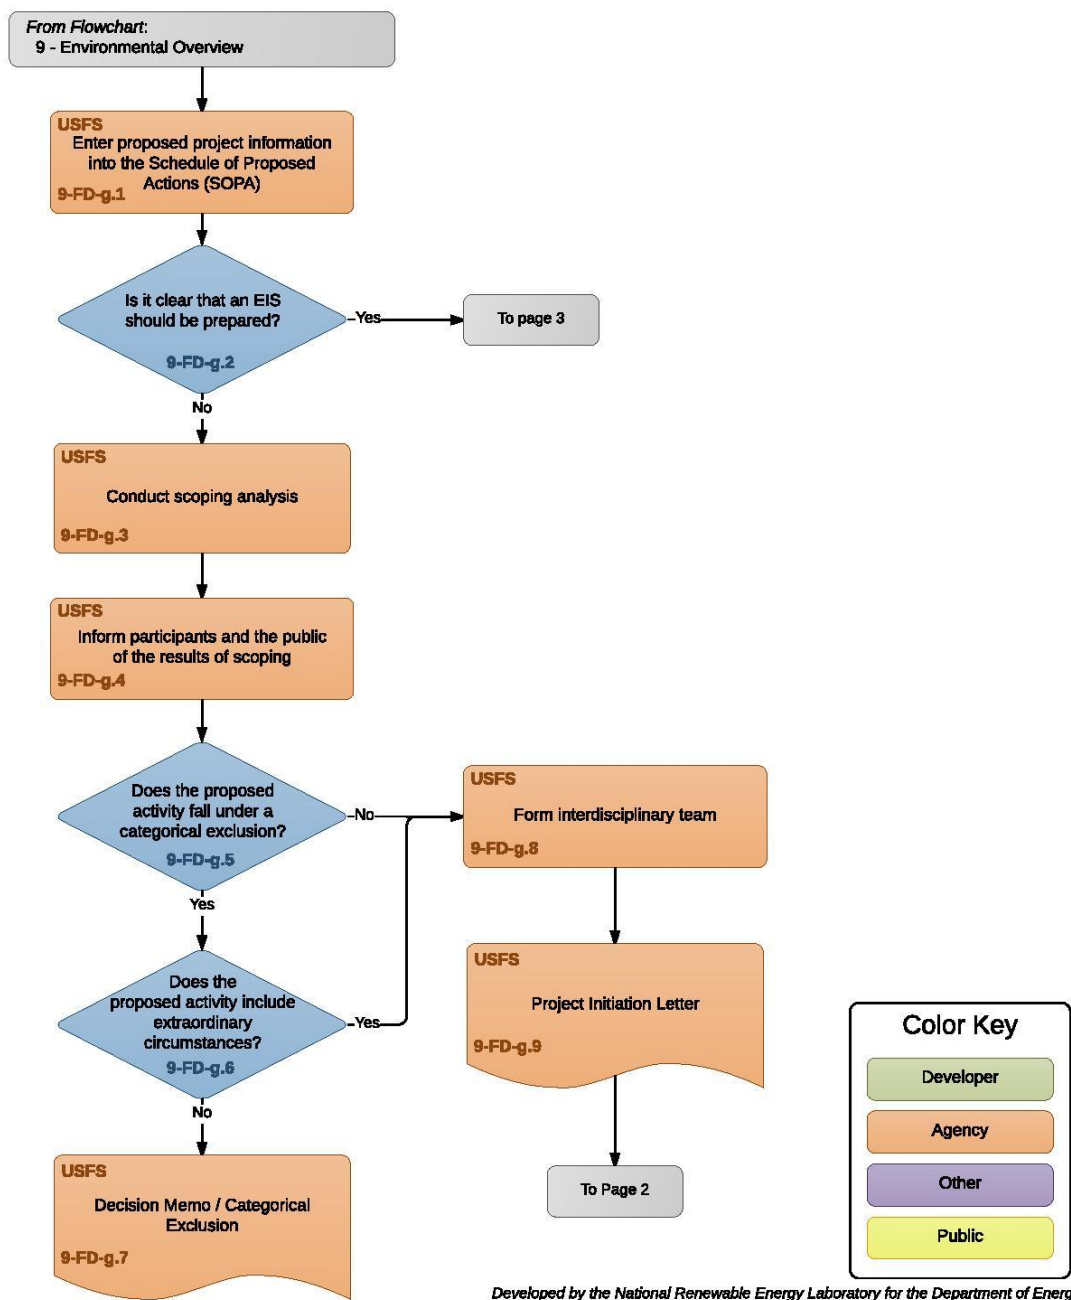 From Flowchart:
9 - Environmental Overview
USFS
Enter proposed project information
into the Schedule of Proposed
Actions (SOPA)
9-FD-g.1
Is it clear that an EIS
should be prepared?
9-FD-g.2
Yes
To page 3
No
USFS
Conduct scoping analysis
9-FD-g.3
USFS
Inform participants and the public
of the results of scoping
9-FD-g.4
Does the proposed
activity fall under a
categorical exclusion?
9-FD-g.5
No
USFS
Form interdisciplinary team
9-FD-g.8
Yes
Does the
proposed activity include
extraordinary
circumstances?
9-FD-g.6
Yes
USFS
Project Initiation Letter
9-FD-g.9
No
USFS
Decision Memo / Categorical
Exclusion
9-FD-g.7
To Page 2
Color Key
Developer
Agency
Other
Public
Developed by the National Renewable Energy Laboratory for the Department of Energ